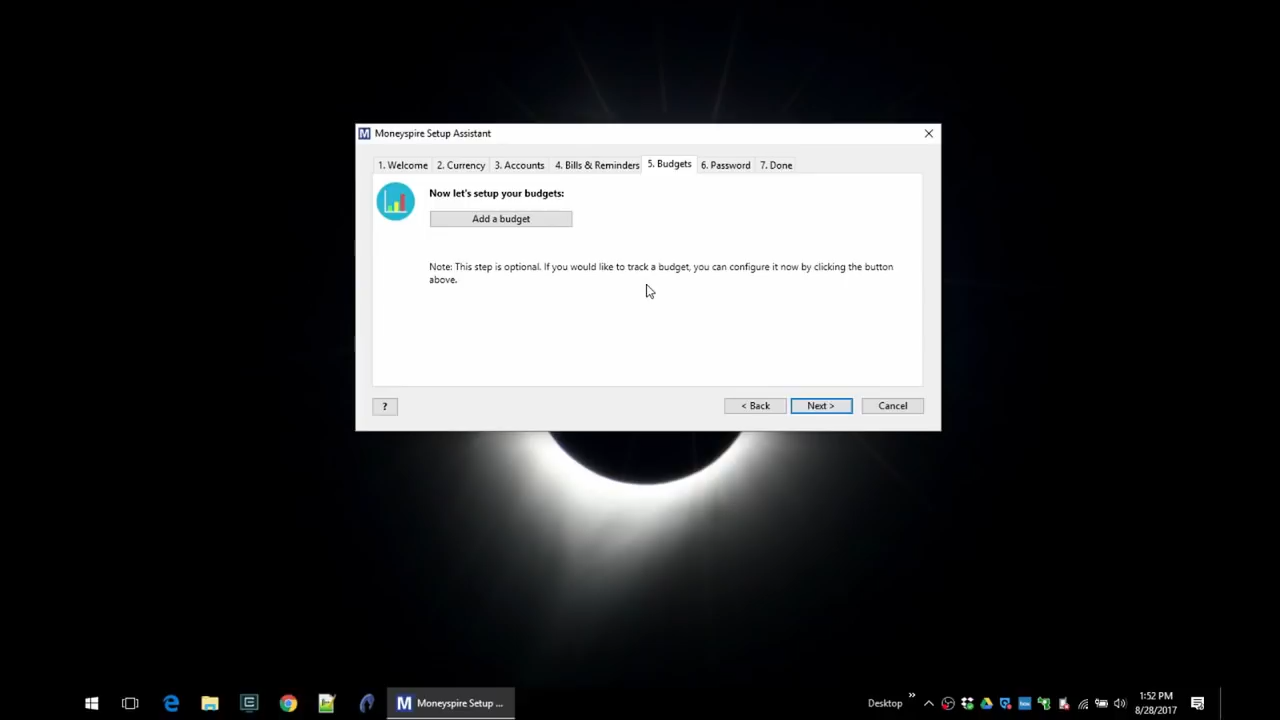 M Moneyspire Setup Assistant
1. Welcome 2. Currency 3. Accounts 4. Bills & Reminders 5. Budgets 6. Password 7. Done
Now let's setup your budgets:
Add a budget
Note: This step is optional. If you would like to track a budget, you can configure it now by clicking the button
above.
? < Back Next > Cancel
M Moneyspire Setup ... Desktop
1:52 PM
8/28/2017